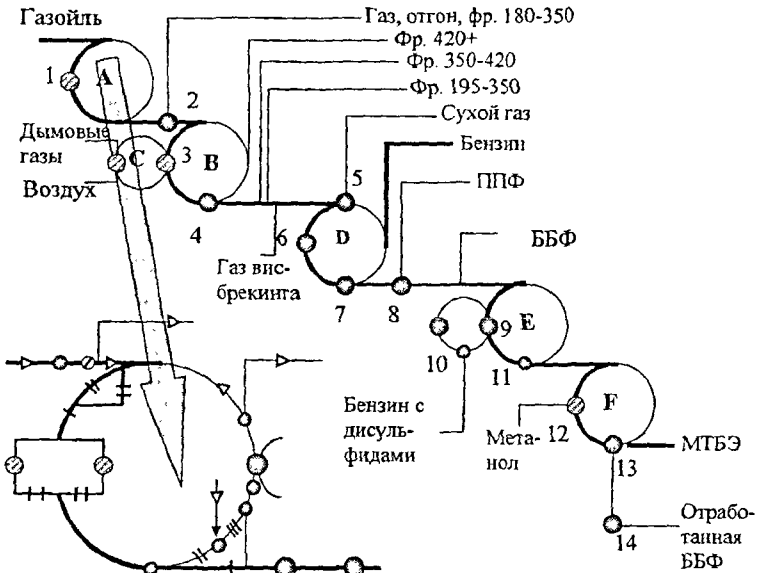 Газойль
Газ, отгон, фр. 180-350
Фр. 420+
Фр. 350-420
Фр. 195-350
Сухой газ
Бензин
ППФ
ББФ
1
A
2
Дымовые
газы
C
3
B
Воздух
4
5
6
D
Газ вис-
брекинга
7
8
9
E
10
11
Бензин с
дисуль-
фидами
Мета-
нол
12
F
13
МТБЭ
14
Отрабо-
танная
ББФ